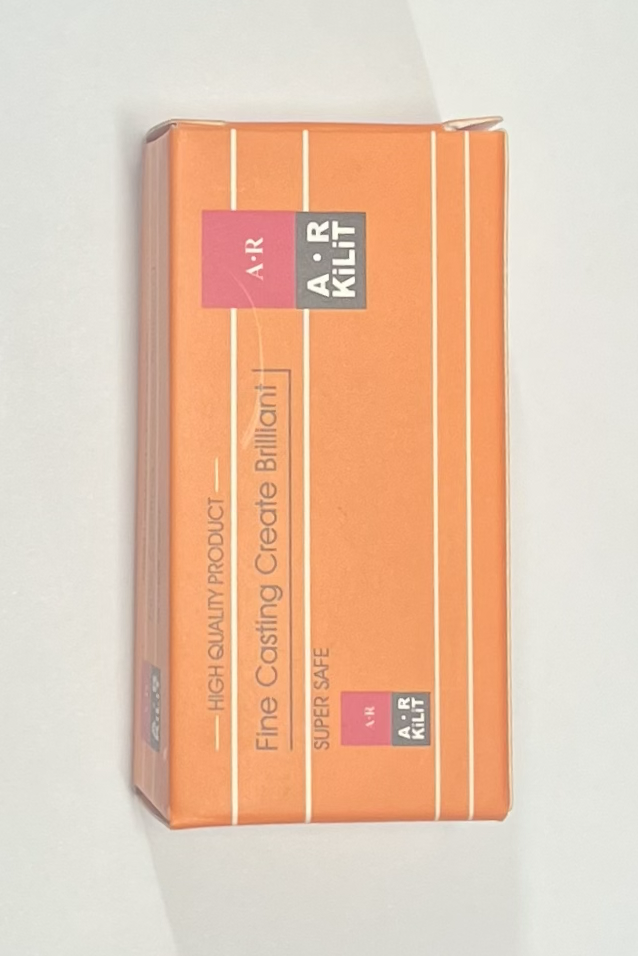 A·R
A·R
KiLiT
HIGH QUALITY PRODUCT
Fine Casting Create Brilliant
SUPER SAFE
A·R
A·R
KiLiT